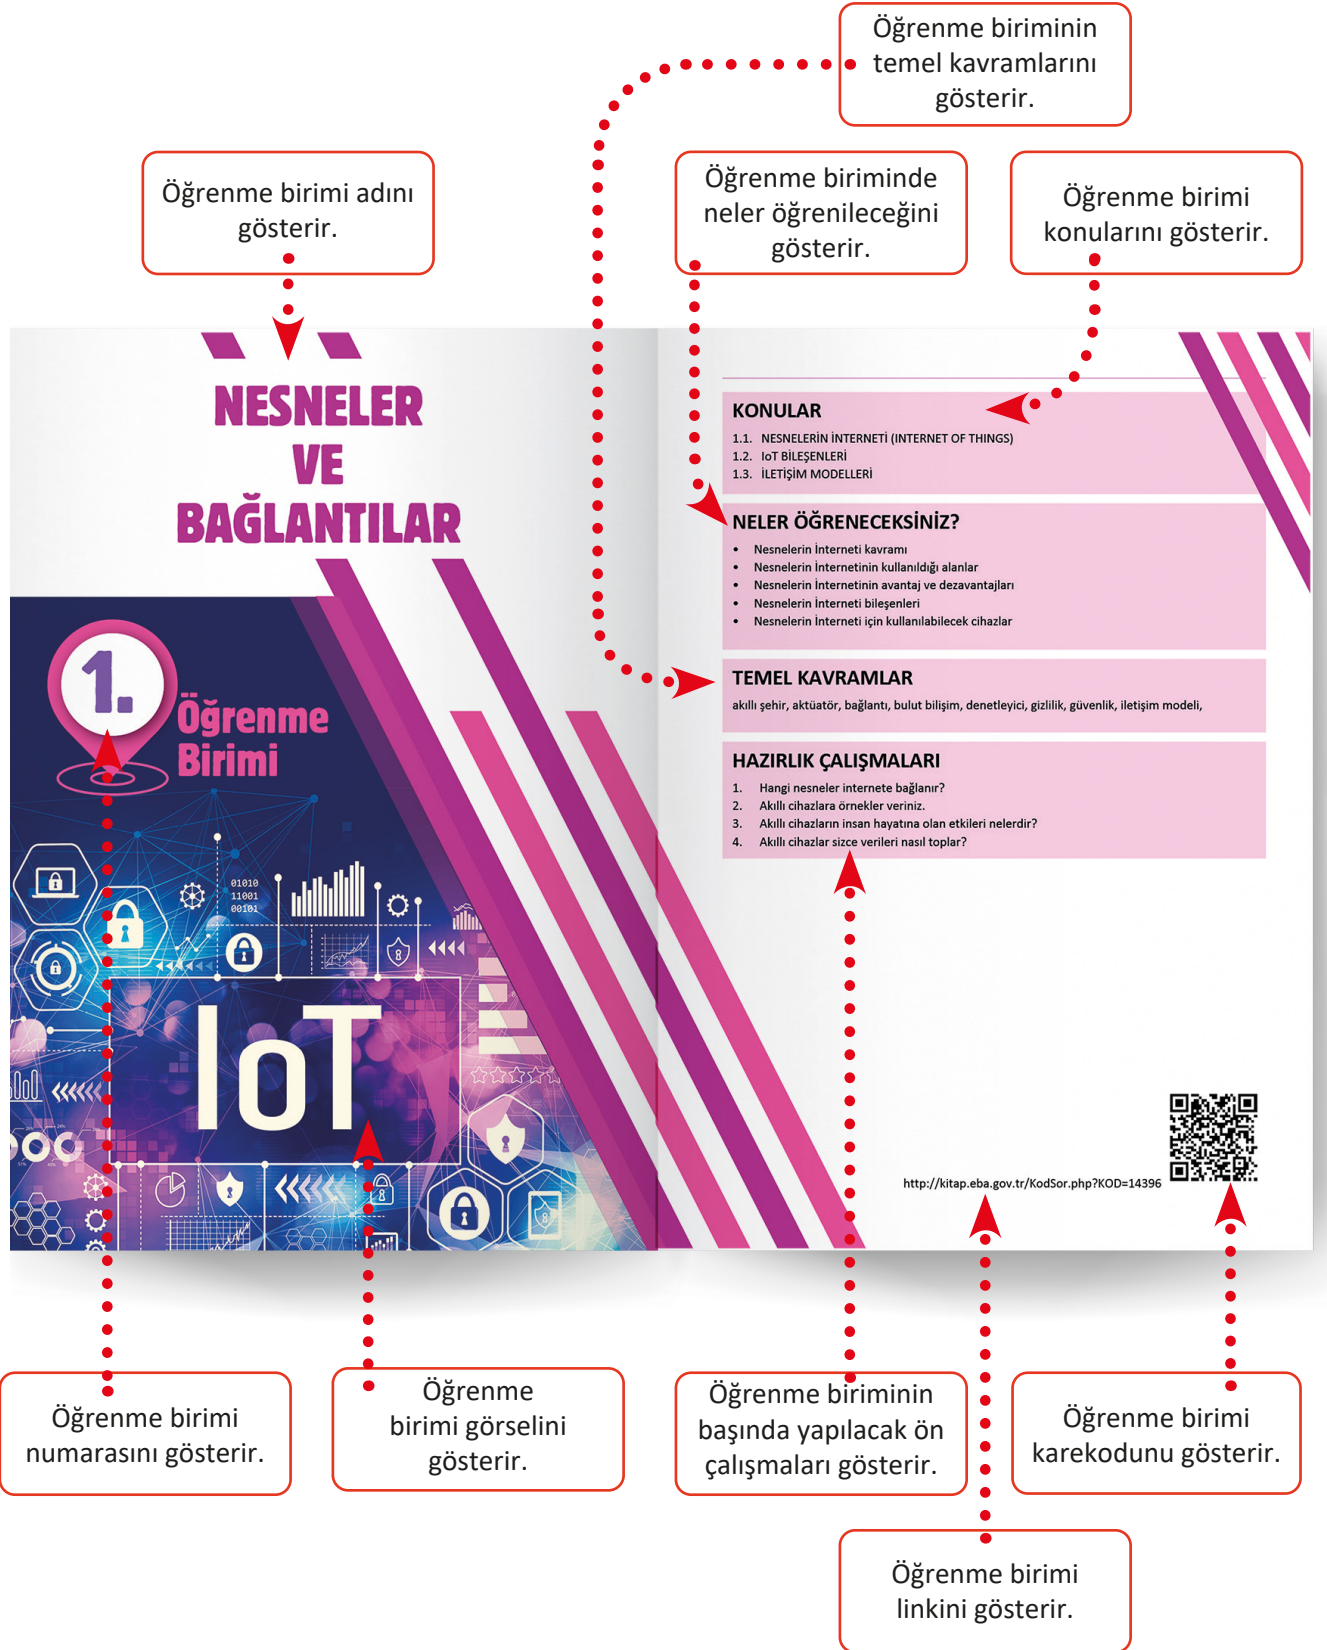 Öğrenme biriminin
temel kavramlarını
gösterir.
Öğrenme birimi adını
gösterir.
Öğrenme biriminde
neler öğrenileceğini
gösterir.
Öğrenme birimi
konularını gösterir.
NESNELER
VE
BAĞLANTILAR
1.
Öğrenme
Birimi
01010
11001
00101
IoT
KONULAR
1.1. NESNELERİN İNTERNETİ (INTERNET OF THINGS)
1.2. IoT BİLEŞENLERİ
1.3. İLETİŞİM MODELLERİ
NELER ÖĞRENECEKSİNİZ?
• Nesnelerin İnterneti kavramı
• Nesnelerin İnternetinin kullanıldığı alanlar
• Nesnelerin İnternetinin avantaj ve dezavantajları
• Nesnelerin İnterneti bileşenleri
• Nesnelerin İnterneti için kullanılabilecek cihazlar
TEMEL KAVRAMLAR
akıllı şehir, aktüatör, bağlantı, bulut bilişim, denetleyici, gizlilik, güvenlik, iletişim modeli,
HAZIRLIK ÇALIŞMALARI
1. Hangi nesneler internete bağlanır?
2. Akıllı cihazlara örnekler veriniz.
3. Akıllı cihazların insan hayatına olan etkileri nelerdir?
4. Akıllı cihazlar sizce verileri nasıl toplar?
http://kitap.eba.gov.tr/KodSor.php?KOD=14396
Öğrenme birimi
numarasını gösterir.
Öğrenme
birimi görselini
gösterir.
Öğrenme biriminin
başında yapılacak ön
çalışmaları gösterir.
Öğrenme birimi
karekodunu gösterir.
Öğrenme birimi
linkini gösterir.